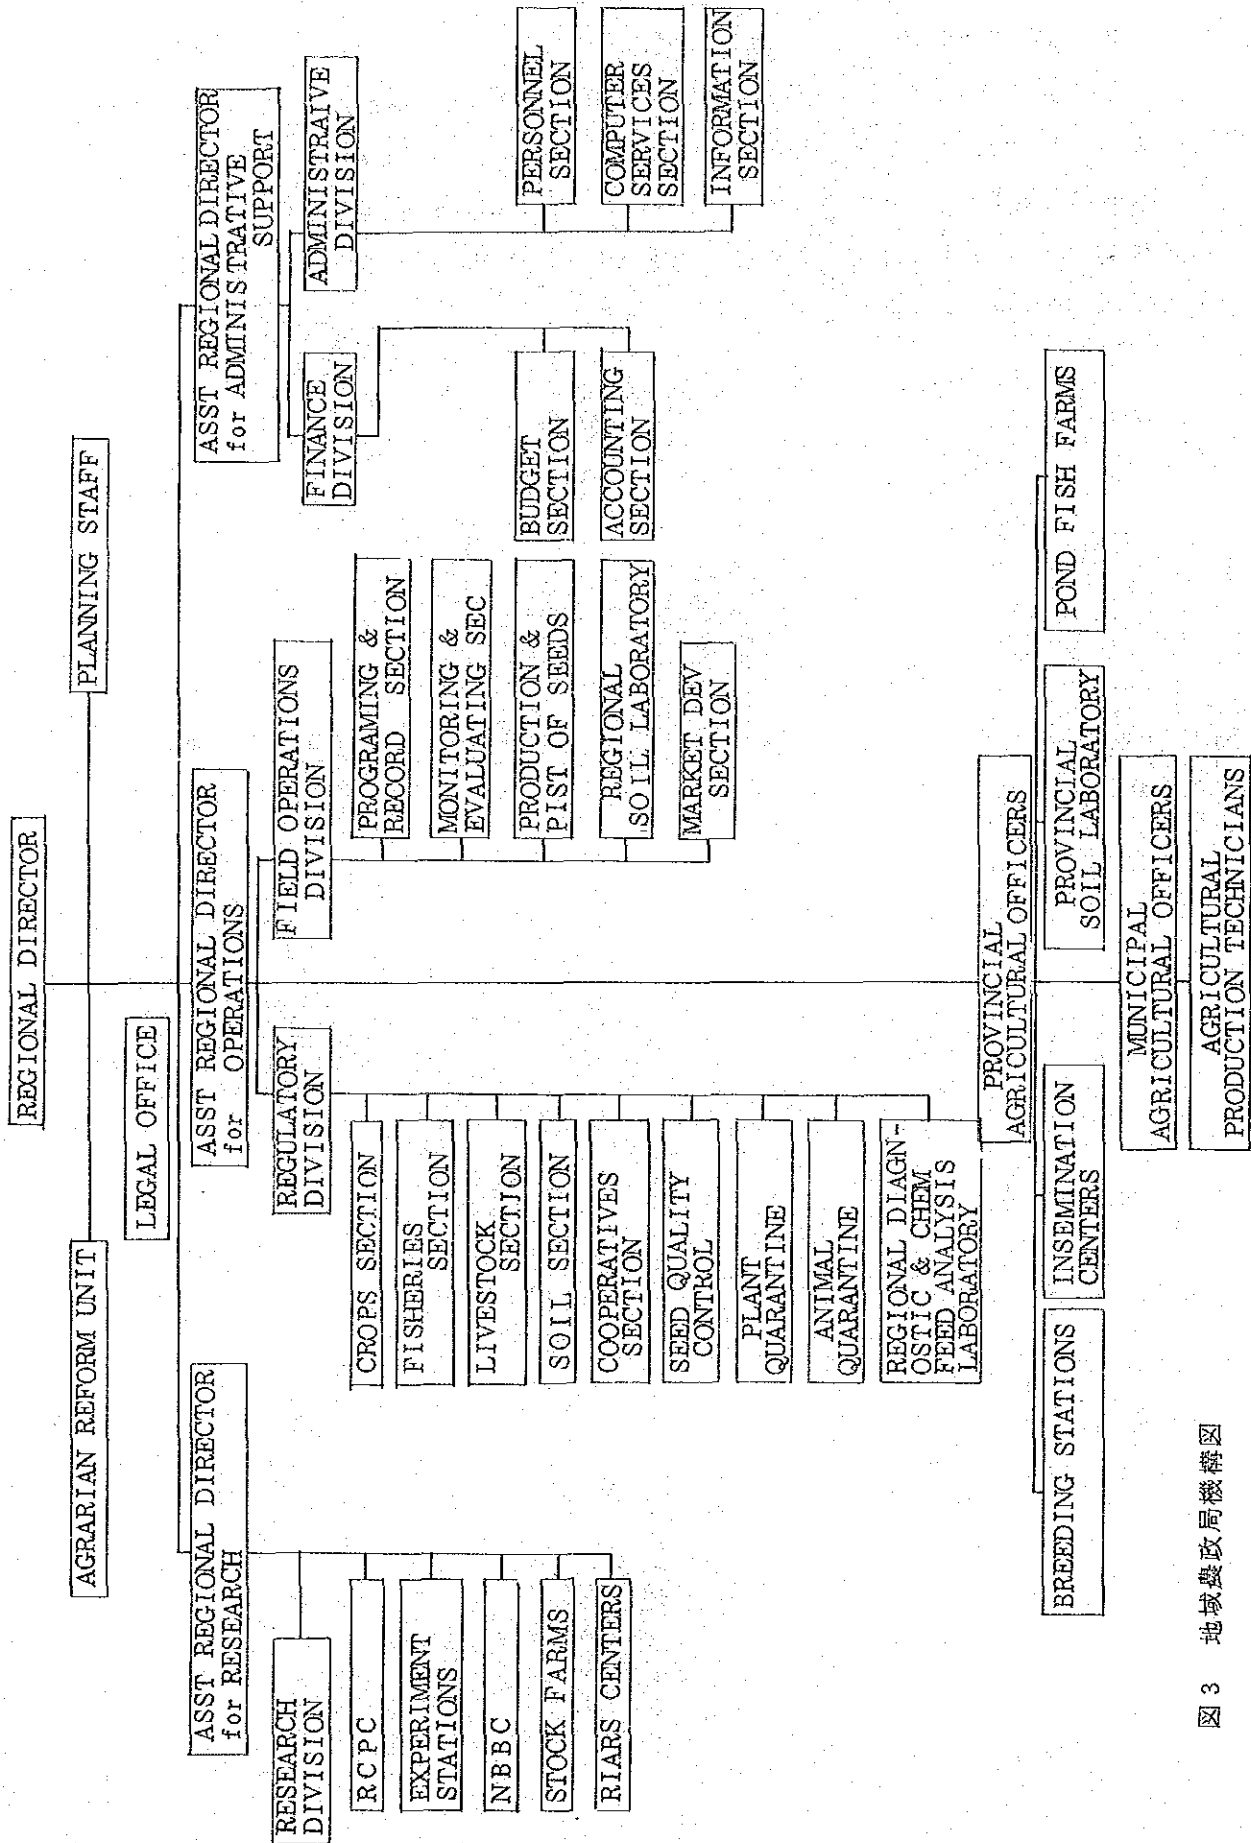 REGIONAL DIRECTOR
AGRARIAN REFORM UNIT
PLANNING STAFF
LEGAL OFFICE
ASST REGIONAL DIRECTOR
for RESEARCH
ASST REGIONAL DIRECTOR
for OPERATIONS
ASST REGIONAL DIRECTOR
for ADMINISTRATIVE
SUPPORT
RESEARCH
DIVISION
RCPC
EXPERIMENT
STATIONS
NBBC
STOCK FARMS
RIARS CENTERS
REGULATORY
DIVISION
CROPS SECTION
FISHERIES
SECTION
LIVESTOCK
SECTION
SOIL SECTION
COOPERATIVES
SECTION
SEED QUALITY
CONTROL
PLANT
QUARANTINE
ANIMAL
QUARANTINE
REGIONAL DIAGN-
OSTIC & CHEM
FEED ANALYSIS
LABORATORY
FIELD OPERATIONS
DIVISION
PROGRAMING &
RECORD SECTION
MONITORING &
EVALUATING SEC
PRODUCTION &
PIST OF SEEDS
REGIONAL
SOIL LABORATORY
MARKET DEV
SECTION
FINANCE
DIVISION
BUDGET
SECTION
ACCOUNTING
SECTION
ADMINISTRAIVE
DIVISION
PERSONNEL
SECTION
COMPUTER
SERVICES
SECTION
INFORMATION
SECTION
PROVINCIAL
AGRICULTURAL OFFICERS
BREEDING STATIONS
INSEMINATION
CENTERS
PROVINCIAL
SOIL LABORATORY
POND FISH FARMS
MUNICIPAL
AGRICULTURAL OFFICERS
AGRICULTURAL
PRODUCTION TECHNICIANS
図 3 地域農政局機構図